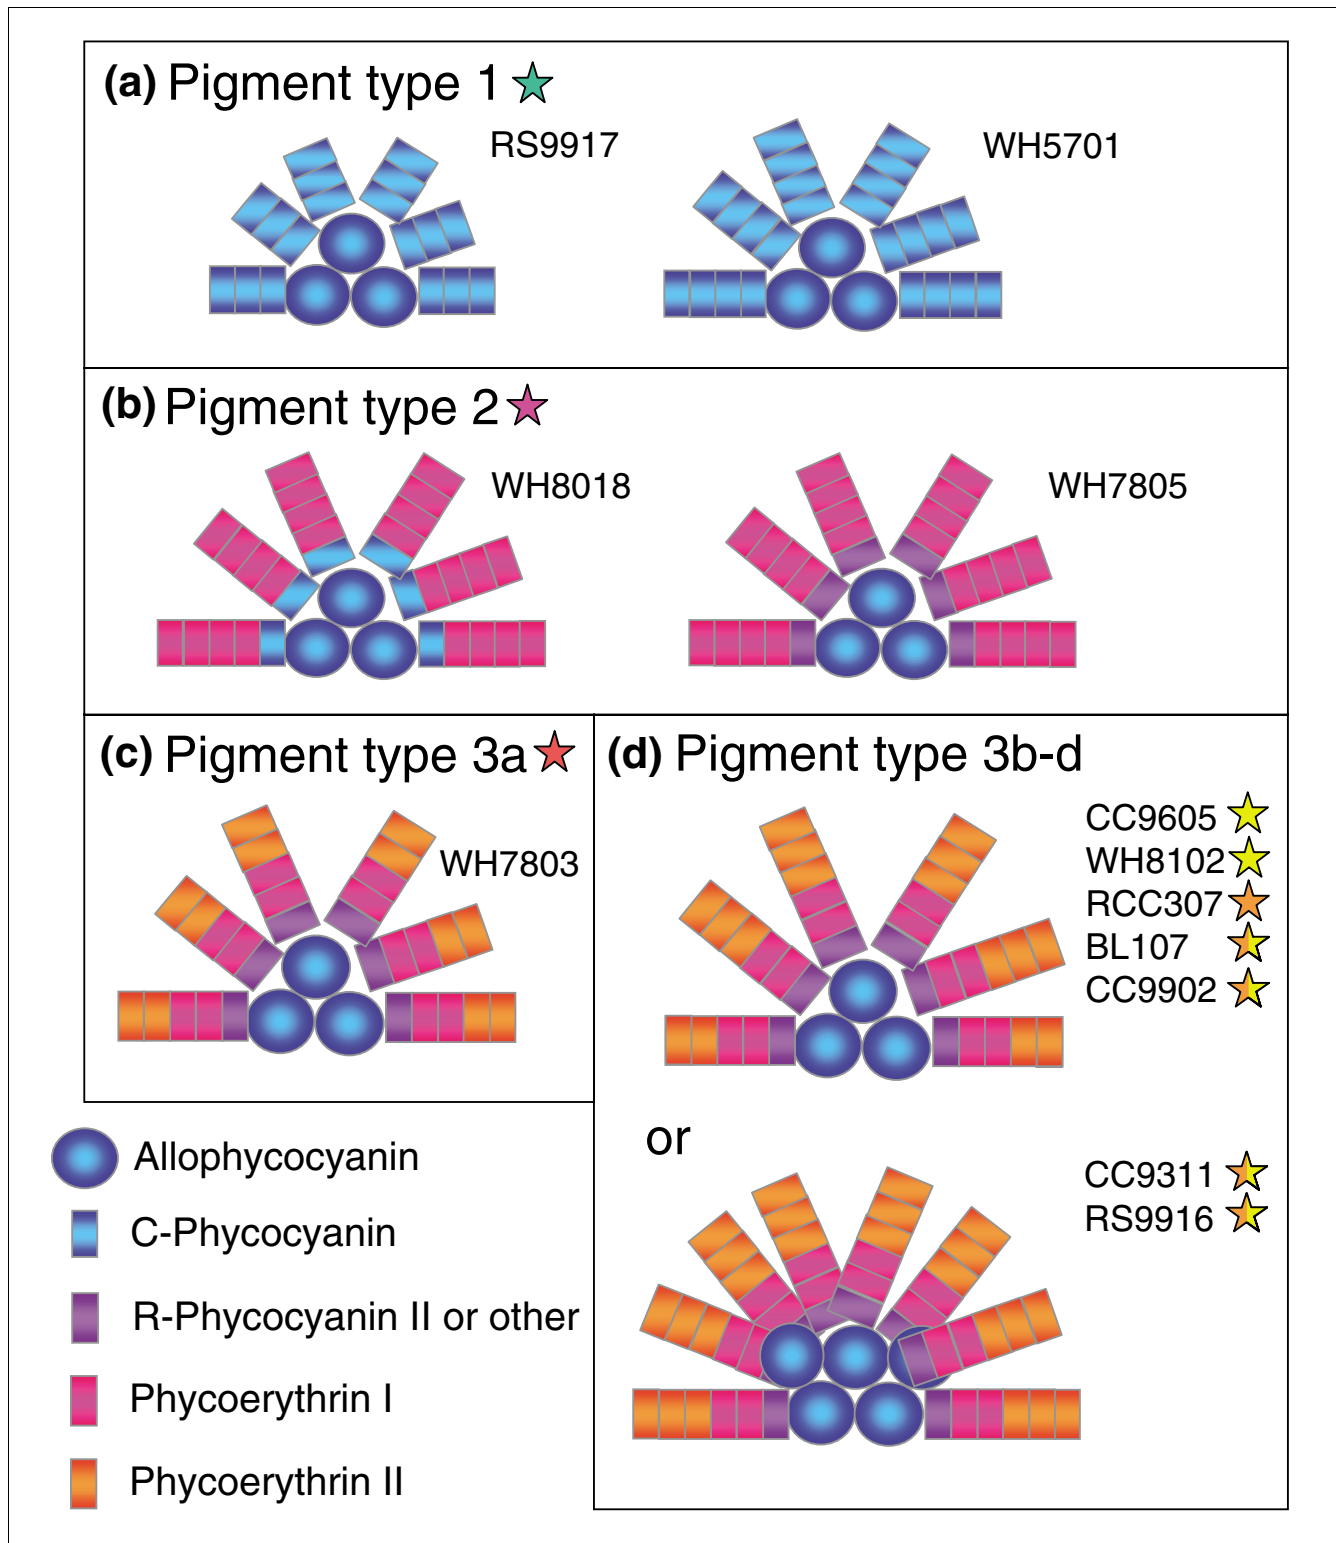 (a) Pigment type 1
RS9917
WH5701
(b) Pigment type 2
WH8018
WH7805
(c) Pigment type 3a
WH7803
(d) Pigment type 3b-d
CC9605
WH8102
RCC307
BL107
CC9902
or
CC9311
RS9916
Allophycocyanin
C-Phycocyanin
R-Phycocyanin II or other
Phycoerythrin I
Phycoerythrin II